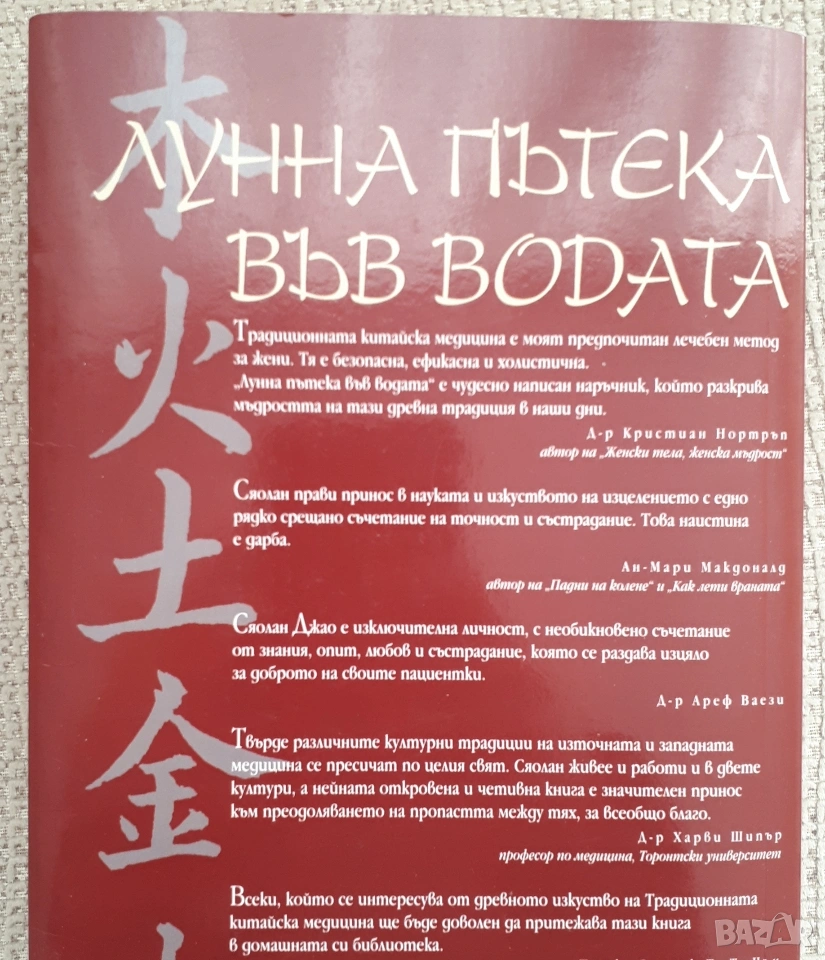 木
火
土
金
ЛУННА ПЪТЕКА
ВЪВ ВОДАТА
Традиционната китайска медицина е моят предпочитан лечебен метод
за жени. Тя е безопасна, ефикасна и холистична.
„Лунна пътека във водата“ е чудесно написан наръчник, който разкрива
мъдростта на тази древна традиция в наши дни.
Д-р Кристиан Нортръп
автор на „Женски тела, женска мъдрост“
Сяолан прави принос в науката и изкуството на изцелението с едно
рядко срещано съчетание на точност и състрадание. Това наистина
е дарба.
Ан-Мари Макдоналд
автор на „Падни на колене“ и „Как лети враната“
Сяолан Джао е изключителна личност, с необикновено съчетание
от знания, опит, любов и състрадание, която се раздава изцяло
за доброто на своите пациентки.
Д-р Ареф Ваези
Твърде различните културни традиции на източната и западната
медицина се пресичат по целия свят. Сяолан живее и работи и в двете
култури, а нейната откровена и четивна книга е значителен принос
към преодоляването на пропастта между тях, за всеобщо благо.
Д-р Харви Шипър
професор по медицина, Торонтски университет
Всеки, който се интересува от древното изкуство на Традиционната
китайска медицина ще бъде доволен да притежава тази книга
в домашната си библиотека.
BAZAR